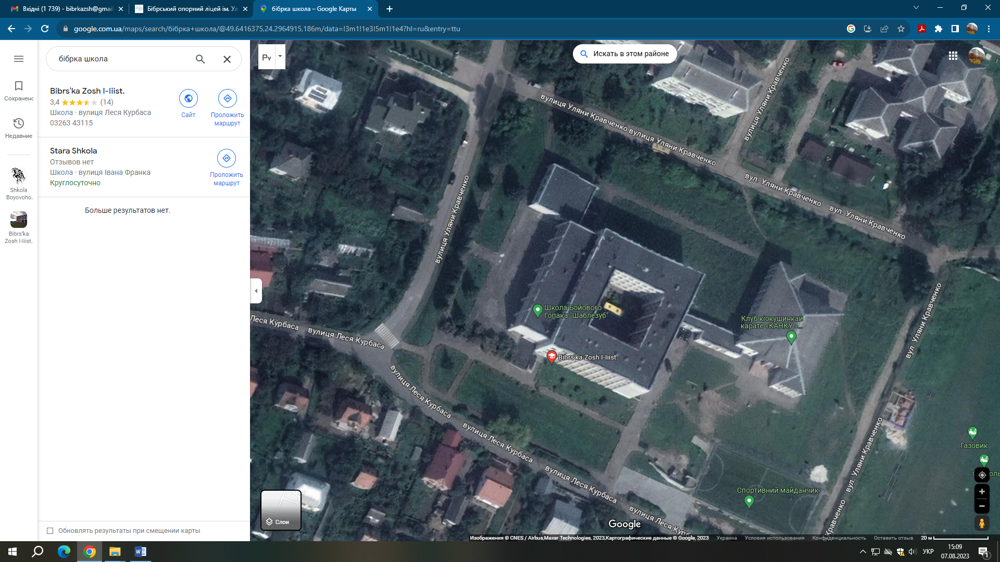 Вхідні (1 739) - bibrkazsh@gmail
Бібрський опорний ліцей ім. Ул
бібрка школа – Google Карты
google.com.ua/maps/search/бібрка+школа/@49.6416375,24.2964915,186m/data=!3m1!1e3!5m1!1e4?hl=ru&entry=ttu
бібрка школа
Ру
Искать в этом районе
Сохранено
Недавние
Shkola
Boyovoho..
Bibrs'ka
Zosh I-Iiist.
Bibrs'ka Zosh I-Iiist.
3,4 (14)
Школа · вулиця Леся Курбаса
03263 43115
Сайт
Проложить
маршрут
Stara Shkola
Отзывов нет
Школа · вулиця Івана Франка
Круглосуточно
Проложить
маршрут
Больше результатов нет.
Обновлять результаты при смещении карты
вулиця Уляни Кравченко
вулиця Уляни Кравченко
вулиця Уляни Кравченко
вул. Уляни Кравченко
вул. Уляни Кравченко
вулиця Уляни Кравченко
Школа Бойового
Гопака "Шаблезуб"
Клуб кіокушинкай
карате «КАНКУ »...
вул. Уляни Кравченко
Леся Курбаса
вулиця Леся Курбаса
Bibrs'ka Zosh I-Iiist.
вулиця Леся Курбаса
вулиця Леся Курбаса
вул. Уляни Кравченко
Газовик
вулиця Леся Курбаса
Спортивний майданчик
вулиця Леся Курба
Кравченко
Слои
Google
Изображения © CNES / Airbus,Maxar Technologies, 2023,Картографические данные © Google, 2023
Украина
Условия использования
Конфиденциальность
Оставить отзыв
20 м
УКР
15:09
07.08.2023
1